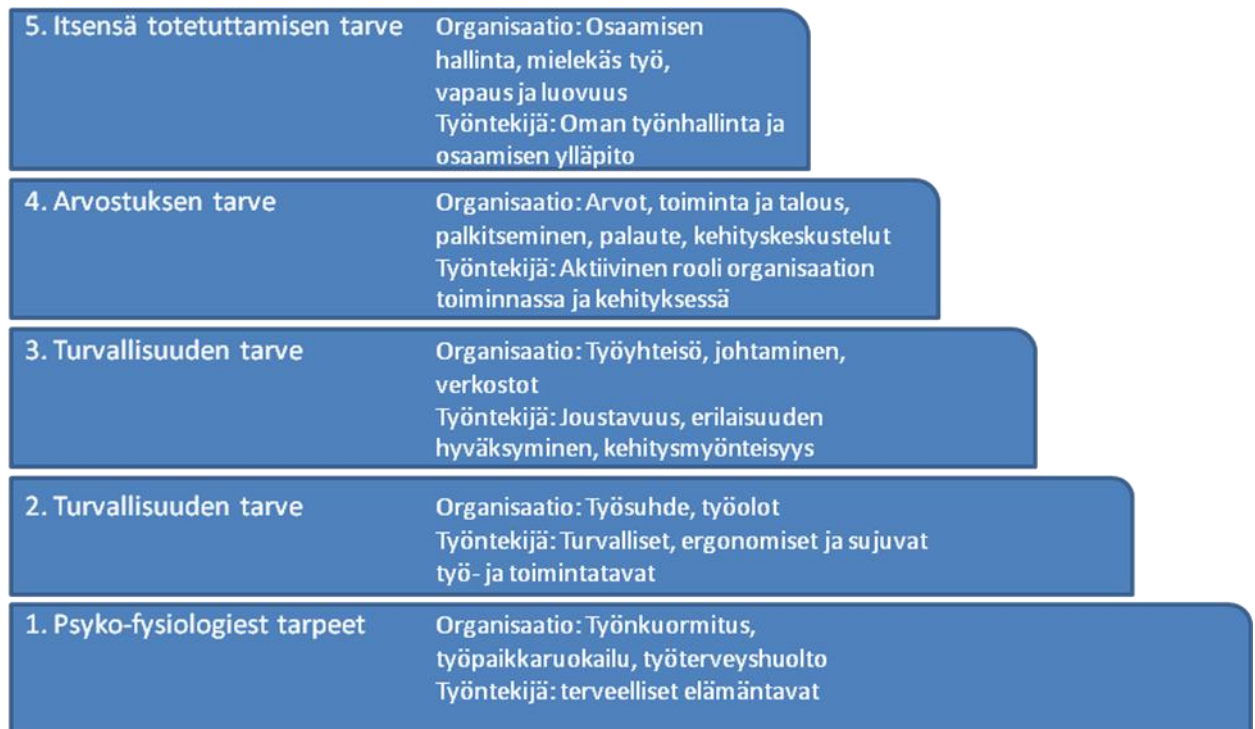 5. Itsensä totetuttamisen tarve
Organisaatio: Osaamisen
hallinta, mielekäs työ,
vapaus ja luovuus
Työntekijä: Oman työnhallinta ja
osaamisen ylläpito
4. Arvostuksen tarve
Organisaatio: Arvot, toiminta ja talous,
palkitseminen, palaute, kehityskeskustelut
Työntekijä: Aktiivinen rooli organisaation
toiminnassa ja kehityksessä
3. Turvallisuuden tarve
Organisaatio: Työyhteisö, johtaminen,
verkostot
Työntekijä: Joustavuus, erilaisuuden
hyväksyminen, kehitysmyönteisyys
2. Turvallisuuden tarve
Organisaatio: Työsuhde, työolot
Työntekijä: Turvalliset, ergonomiset ja sujuvat
työ- ja toimintatavat
1. Psyko-fysiologiest tarpeet
Organisaatio: Työnkuormitus,
työpaikkaruokailu, työterveyshuolto
Työntekijä: terveelliset elämäntavat